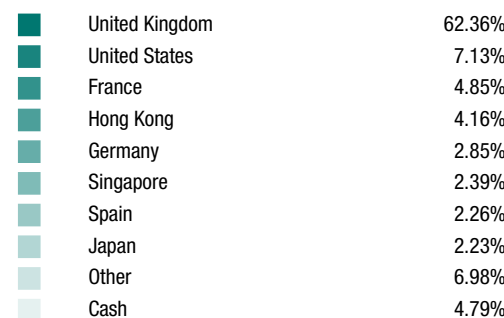 United Kingdom 62.36%
United States 7.13%
France 4.85%
Hong Kong 4.16%
Germany 2.85%
Singapore 2.39%
Spain 2.26%
Japan 2.23%
Other 6.98%
Cash 4.79%